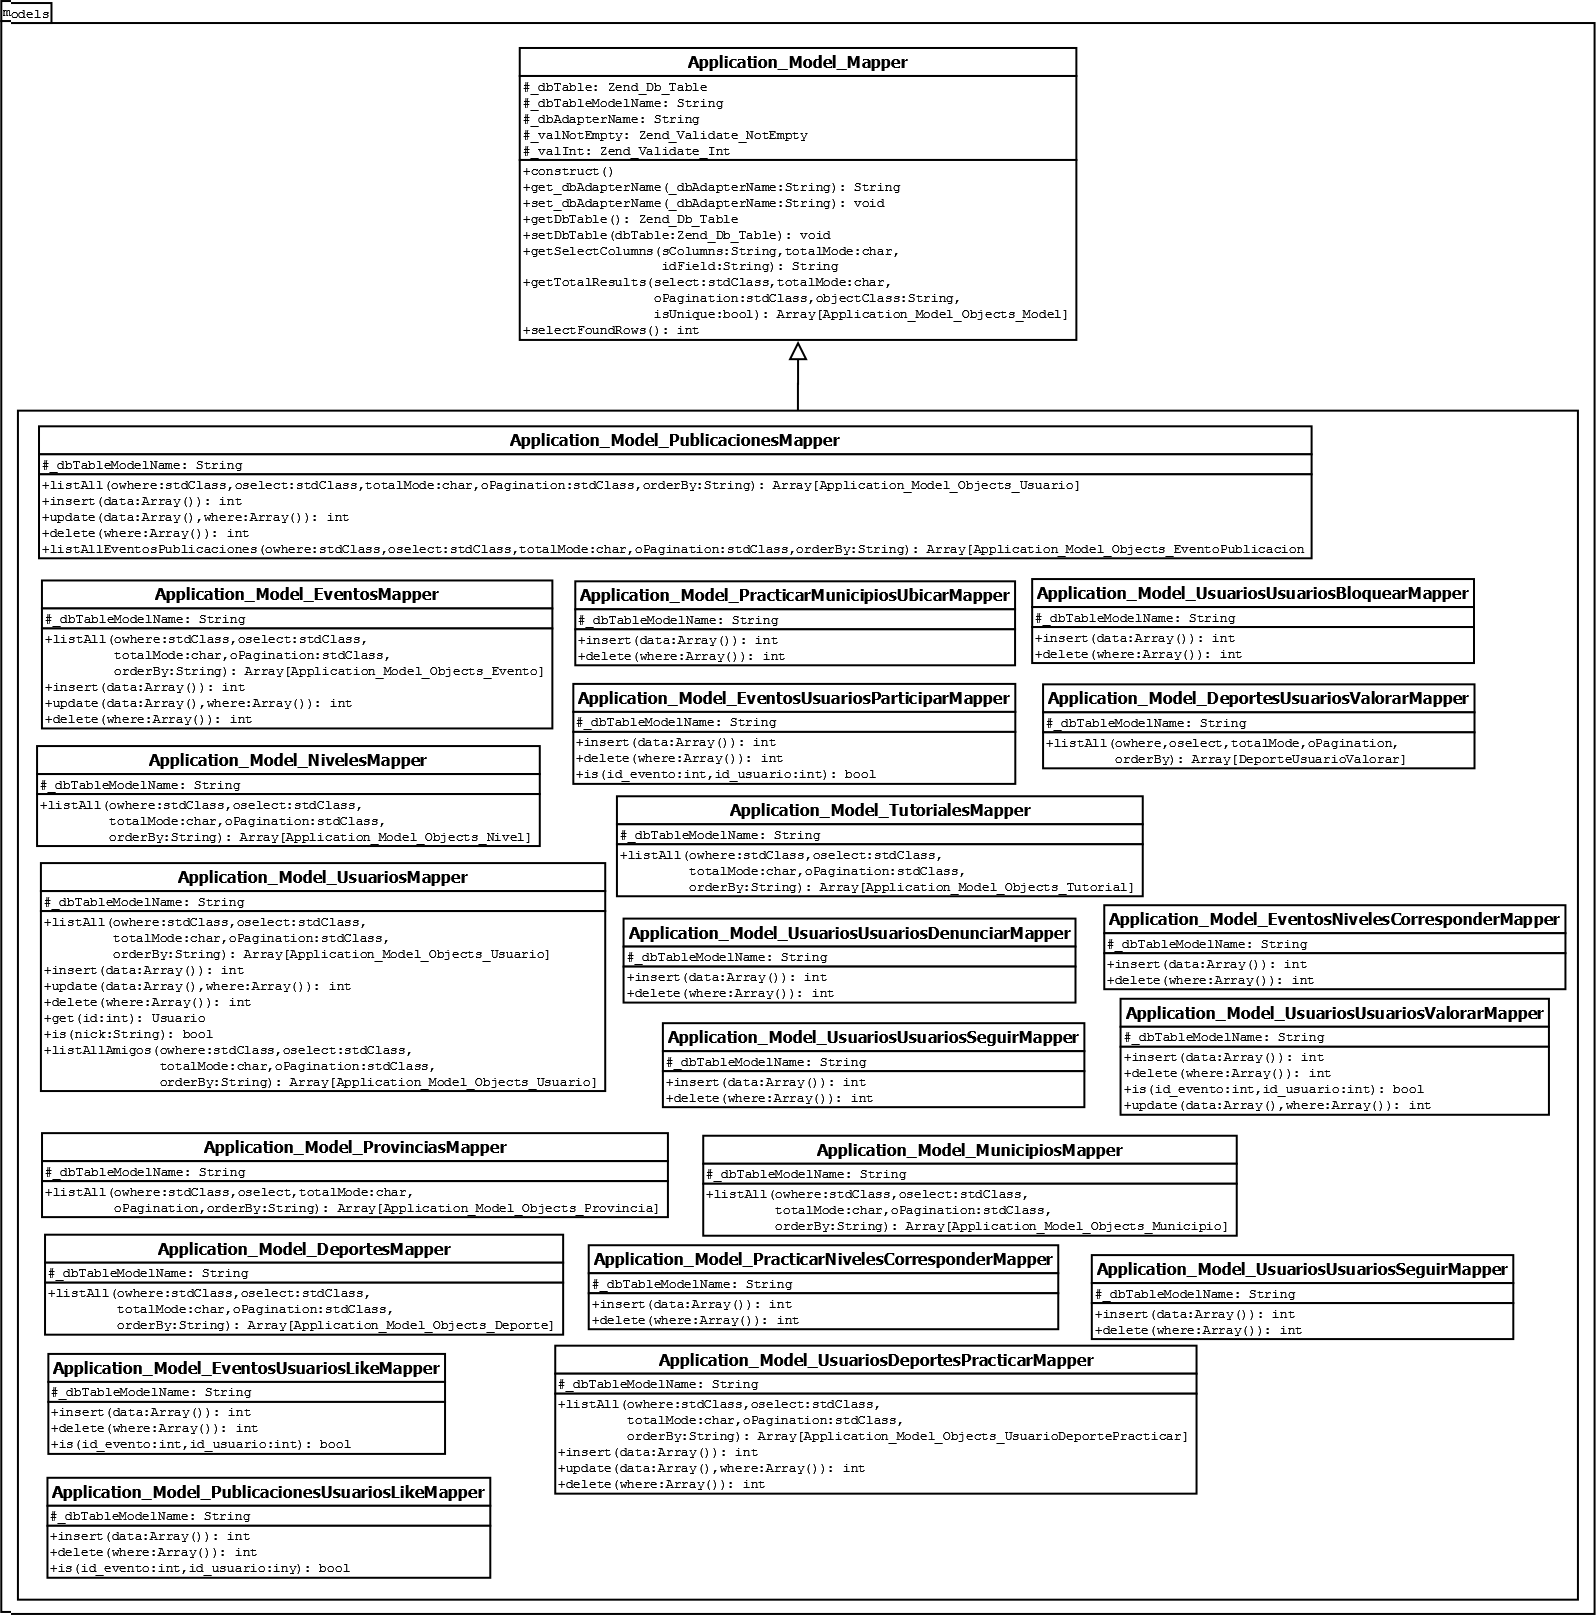 models
Application_Model_Mapper
#_dbTable: Zend_Db_Table
#_dbTableModelName: String
#_dbAdapterName: String
#_valNotEmpty: Zend_Validate_NotEmpty
#_valInt: Zend_Validate_Int
+construct()
+get_dbAdapterName(_dbAdapterName:String): String
+set_dbAdapterName(_dbAdapterName:String): void
+getDbTable(): Zend_Db_Table
+setDbTable(dbTable:Zend_Db_Table): void
+getSelectColumns(sColumns:String,totalMode:char,
idField:String): String
+getTotalResults(select:stdClass,totalMode:char,
oPagination:stdClass,objectClass:String,
isUnique:bool): Array[Application_Model_Objects_Model]
+selectFoundRows(): int
Application_Model_PublicacionesMapper
#_dbTableModelName: String
+listAll(owhere:stdClass,oselect:stdClass,totalMode:char,oPagination:stdClass,orderBy:String): Array[Application_Model_Objects_Usuario]
+insert(data:Array()): int
+update(data:Array(),where:Array()): int
+delete(where:Array()): int
+listAllEventosPublicaciones(owhere:stdClass,oselect:stdClass,totalMode:char,oPagination:stdClass,orderBy:String): Array[Application_Model_Objects_EventoPublicacion
Application_Model_EventosMapper
#_dbTableModelName: String
+listAll(owhere:stdClass,oselect:stdClass,
totalMode:char,oPagination:stdClass,
orderBy:String): Array[Application_Model_Objects_Evento]
+insert(data:Array()): int
+update(data:Array(),where:Array()): int
+delete(where:Array()): int
Application_Model_PracticarMunicipiosUbicarMapper
#_dbTableModelName: String
+insert(data:Array()): int
+delete(where:Array()): int
Application_Model_UsuariosUsuariosBloquearMapper
#_dbTableModelName: String
+insert(data:Array()): int
+delete(where:Array()): int
Application_Model_EventosUsuariosParticiparMapper
#_dbTableModelName: String
+insert(data:Array()): int
+delete(where:Array()): int
+is(id_evento:int,id_usuario:int): bool
Application_Model_DeportesUsuariosValorarMapper
#_dbTableModelName: String
+listAll(owhere,oselect,totalMode,oPagination,
orderBy): Array[DeporteUsuarioValorar]
Application_Model_NivelesMapper
#_dbTableModelName: String
+listAll(owhere:stdClass,oselect:stdClass,
totalMode:char,oPagination:stdClass,
orderBy:String): Array[Application_Model_Objects_Nivel]
Application_Model_TutorialesMapper
#_dbTableModelName: String
+listAll(owhere:stdClass,oselect:stdClass,
totalMode:char,oPagination:stdClass,
orderBy:String): Array[Application_Model_Objects_Tutorial]
Application_Model_UsuariosMapper
#_dbTableModelName: String
+listAll(owhere:stdClass,oselect:stdClass,
totalMode:char,oPagination:stdClass,
orderBy:String): Array[Application_Model_Objects_Usuario]
+insert(data:Array()): int
+update(data:Array(),where:Array()): int
+delete(where:Array()): int
+get(id:int): Usuario
+is(nick:String): bool
+listAllAmigos(owhere:stdClass,oselect:stdClass,
totalMode:char,oPagination:stdClass,
orderBy:String): Array[Application_Model_Objects_Usuario]
Application_Model_UsuariosUsuariosDenunciarMapper
#_dbTableModelName: String
+insert(data:Array()): int
+delete(where:Array()): int
Application_Model_EventosNivelesCorresponderMapper
#_dbTableModelName: String
+insert(data:Array()): int
+delete(where:Array()): int
Application_Model_UsuariosUsuariosSeguirMapper
#_dbTableModelName: String
+insert(data:Array()): int
+delete(where:Array()): int
Application_Model_UsuariosUsuariosValorarMapper
#_dbTableModelName: String
+insert(data:Array()): int
+delete(where:Array()): int
+is(id_evento:int,id_usuario:int): bool
+update(data:Array(),where:Array()): int
Application_Model_ProvinciasMapper
#_dbTableModelName: String
+listAll(owhere:stdClass,oselect,totalMode:char,
oPagination,orderBy:String): Array[Application_Model_Objects_Provincia]
Application_Model_MunicipiosMapper
#_dbTableModelName: String
+listAll(owhere:stdClass,oselect:stdClass,
totalMode:char,oPagination:stdClass,
orderBy:String): Array[Application_Model_Objects_Municipio]
Application_Model_DeportesMapper
#_dbTableModelName: String
+listAll(owhere:stdClass,oselect:stdClass,
totalMode:char,oPagination:stdClass,
orderBy:String): Array[Application_Model_Objects_Deporte]
Application_Model_PracticarNivelesCorresponderMapper
#_dbTableModelName: String
+insert(data:Array()): int
+delete(where:Array()): int
Application_Model_UsuariosUsuariosSeguirMapper
#_dbTableModelName: String
+insert(data:Array()): int
+delete(where:Array()): int
Application_Model_EventosUsuariosLikeMapper
#_dbTableModelName: String
+insert(data:Array()): int
+delete(where:Array()): int
+is(id_evento:int,id_usuario:int): bool
Application_Model_UsuariosDeportesPracticarMapper
#_dbTableModelName: String
+listAll(owhere:stdClass,oselect:stdClass,
totalMode:char,oPagination:stdClass,
orderBy:String): Array[Application_Model_Objects_UsuarioDeportePracticar]
+insert(data:Array()): int
+update(data:Array(),where:Array()): int
+delete(where:Array()): int
Application_Model_PublicacionesUsuariosLikeMapper
#_dbTableModelName: String
+insert(data:Array()): int
+delete(where:Array()): int
+is(id_evento:int,id_usuario:iny): bool